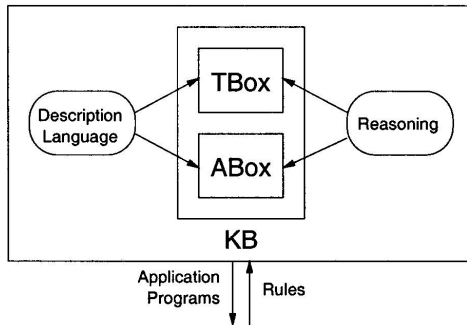 TBox
Description
Language
Reasoning
ABox
KB
Application
Programs
Rules